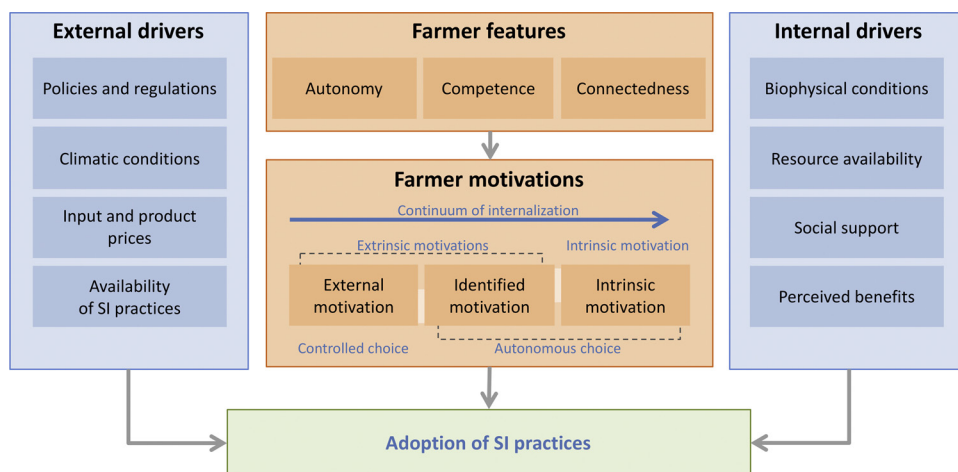 External drivers
Policies and regulations
Climatic conditions
Input and product
prices
Availability
of SI practices
Farmer features
Autonomy
Competence
Connectedness
Farmer motivations
Continuum of internalization
Extrinsic motivations
Intrinsic motivation
External
motivation
Identified
motivation
Intrinsic
motivation
Controlled choice
Autonomous choice
Internal drivers
Biophysical conditions
Resource availability
Social support
Perceived benefits
Adoption of SI practices